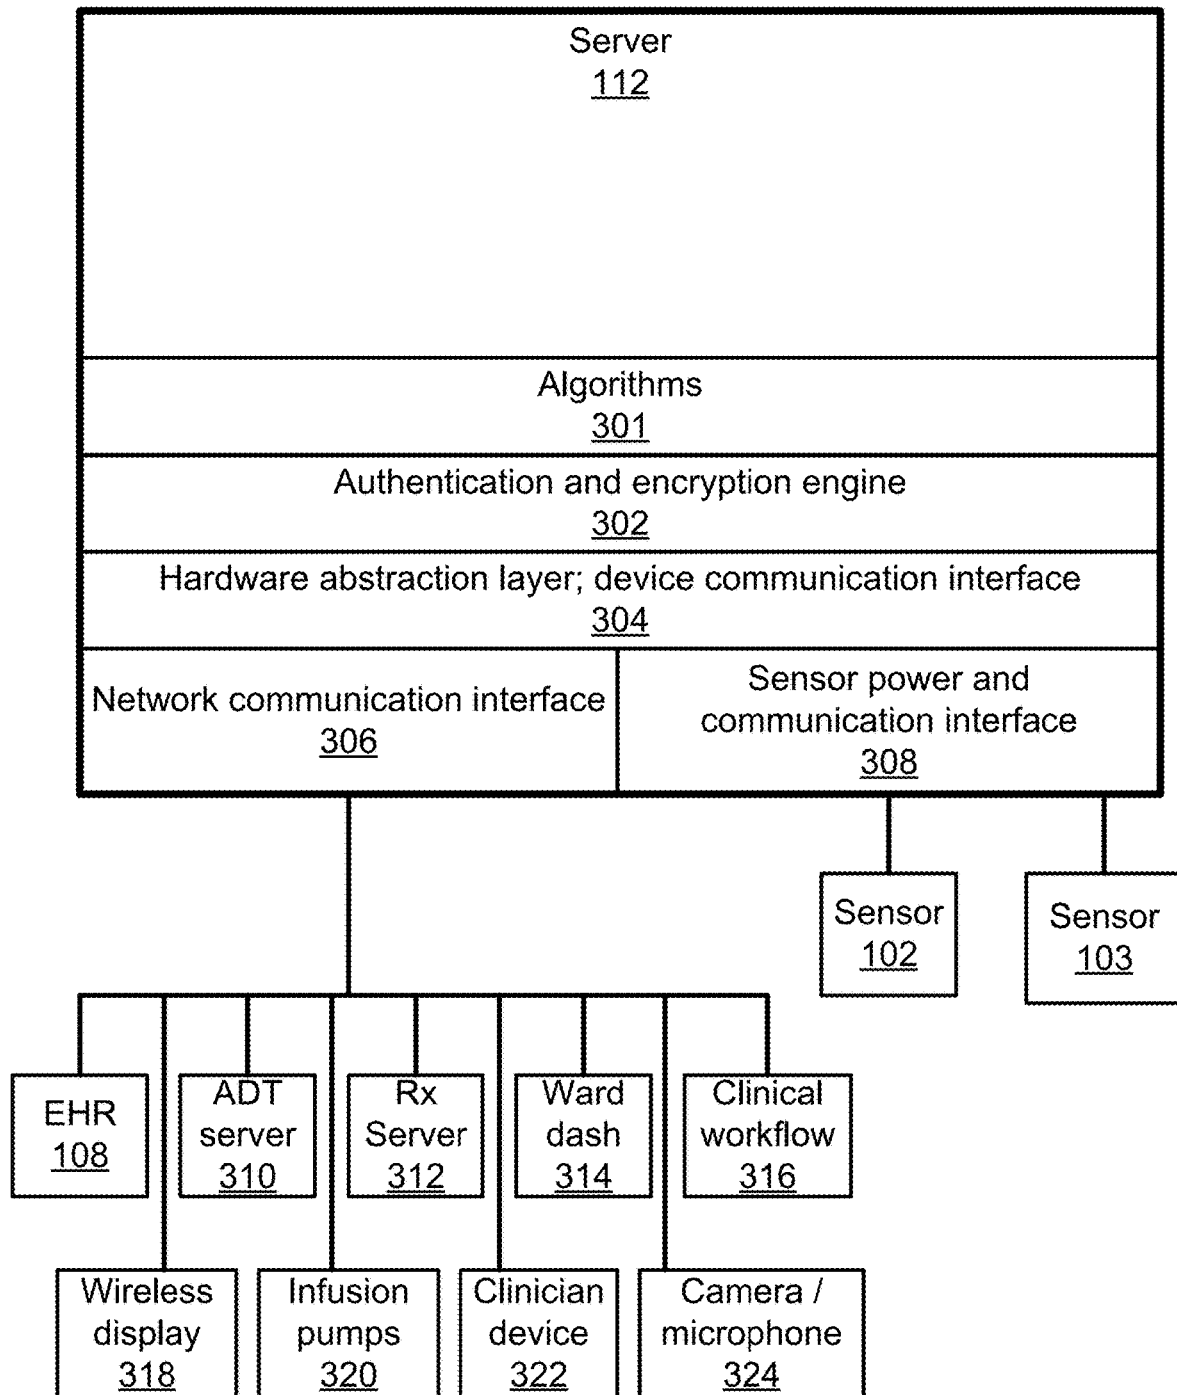 Server
112
Algorithms
301
Authentication and encryption engine
302
Hardware abstraction layer; device communication interface
304
Network communication interface
306
Sensor power and
communication interface
308
Sensor
102
Sensor
103
EHR
108
ADT
server
310
Rx
Server
312
Ward
dash
314
Clinical
workflow
316
Wireless
display
318
Infusion
pumps
320
Clinician
device
322
Camera /
microphone
324